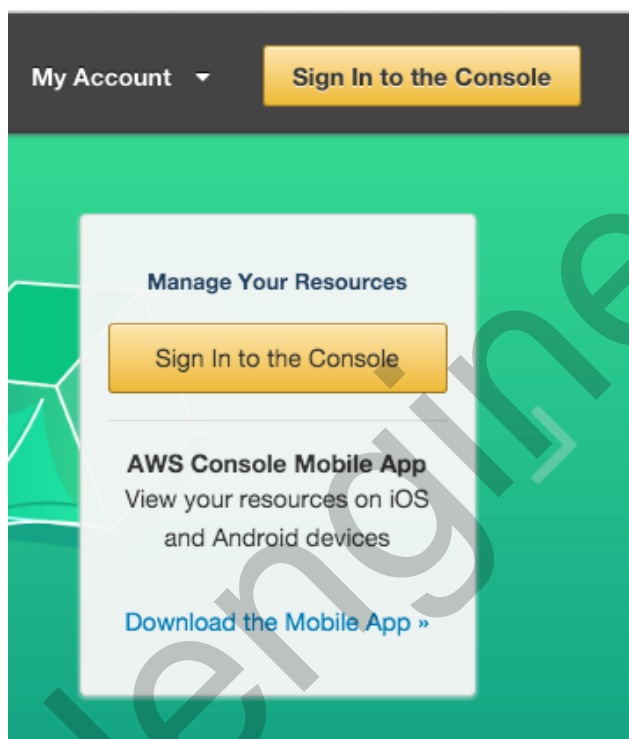 My Account
Sign In to the Console
Manage Your Resources
Sign In to the Console
AWS Console Mobile App
View your resources on iOS
and Android devices
Download the Mobile App »
engine